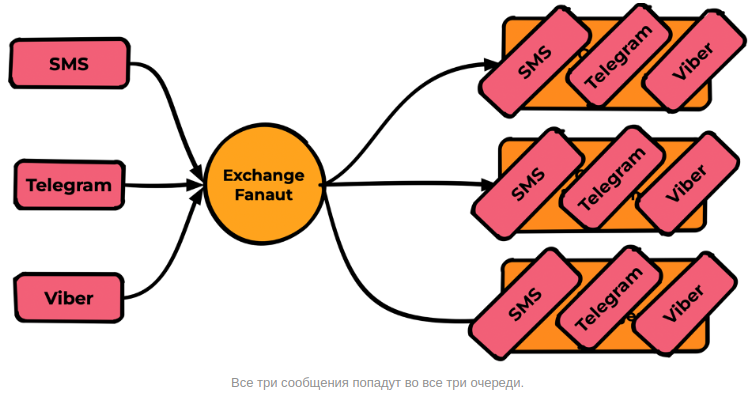 SMS
Telegram
Viber
Exchange
Fanaut
SMS
Telegram
Viber
SMS
Telegram
Viber
SMS
Telegram
Viber
Все три сообщения попадут во все три очереди.